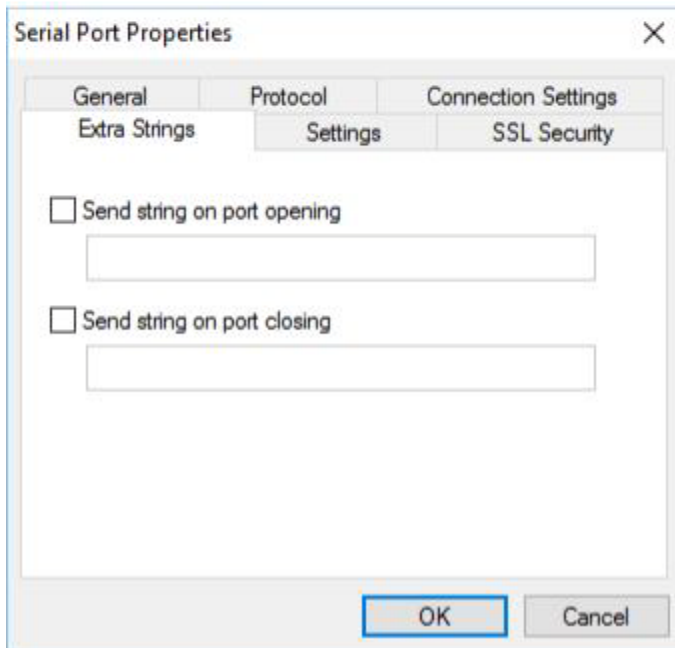 Serial Port Properties
General Protocol Connection Settings
Extra Strings Settings SSL Security
Send string on port opening
Send string on port closing
OK Cancel